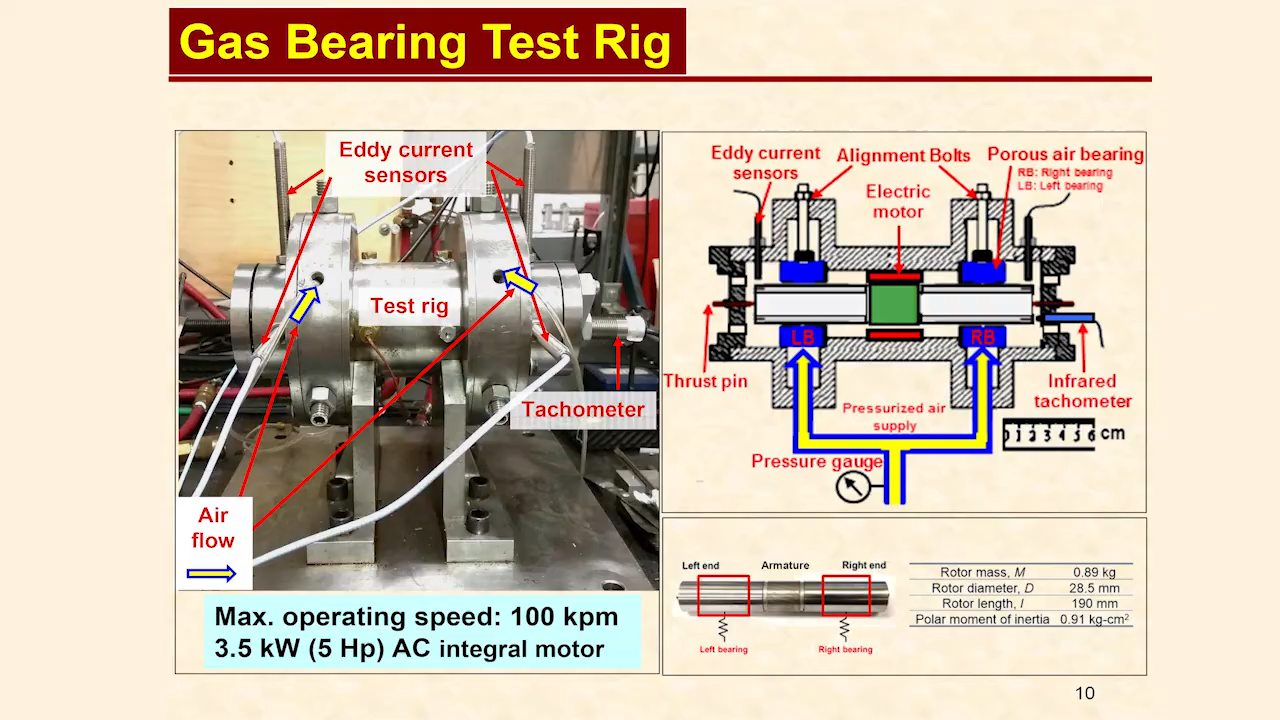 Gas Bearing Test Rig
Eddy current
sensors
Test rig
Tachometer
Air
flow
Max. operating speed: 100 kpm
3.5 kW (5 Hp) AC integral motor
Eddy current
sensors
Alignment Bolts
Porous air bearing
RB: Right bearing
LB: Left bearing
Electric
motor
LB
RB
Thrust pin
Infrared
tachometer
Pressurized air
supply
0 1 2 3 4 5 6 cm
Pressure gauge
Left end
Armature
Right end
Left bearing
Right bearing
Rotor mass, M 0.89 kg
Rotor diameter, D 28.5 mm
Rotor length, l 190 mm
Polar moment of inertia 0.91 kg-cm²
10